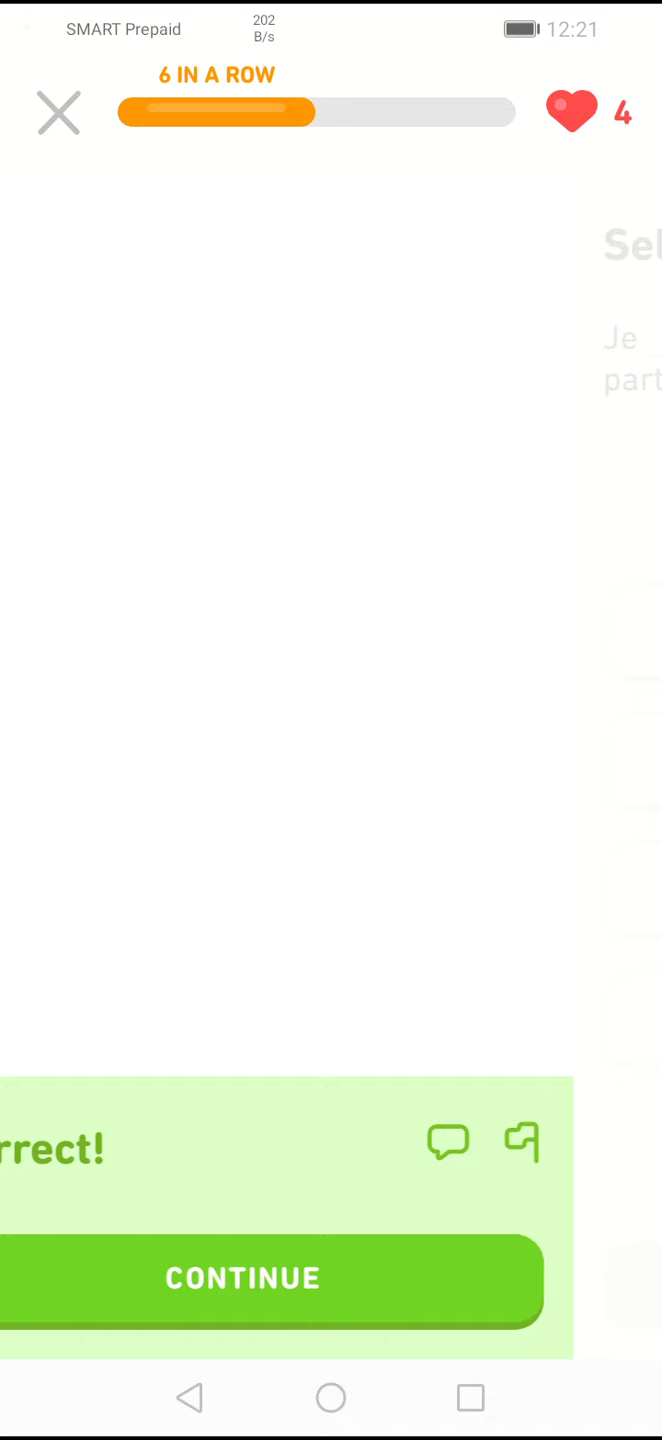 SMART Prepaid
202
B/s
12:21
6 IN A ROW
4
Sel
Je
part
rrect!
CONTINUE